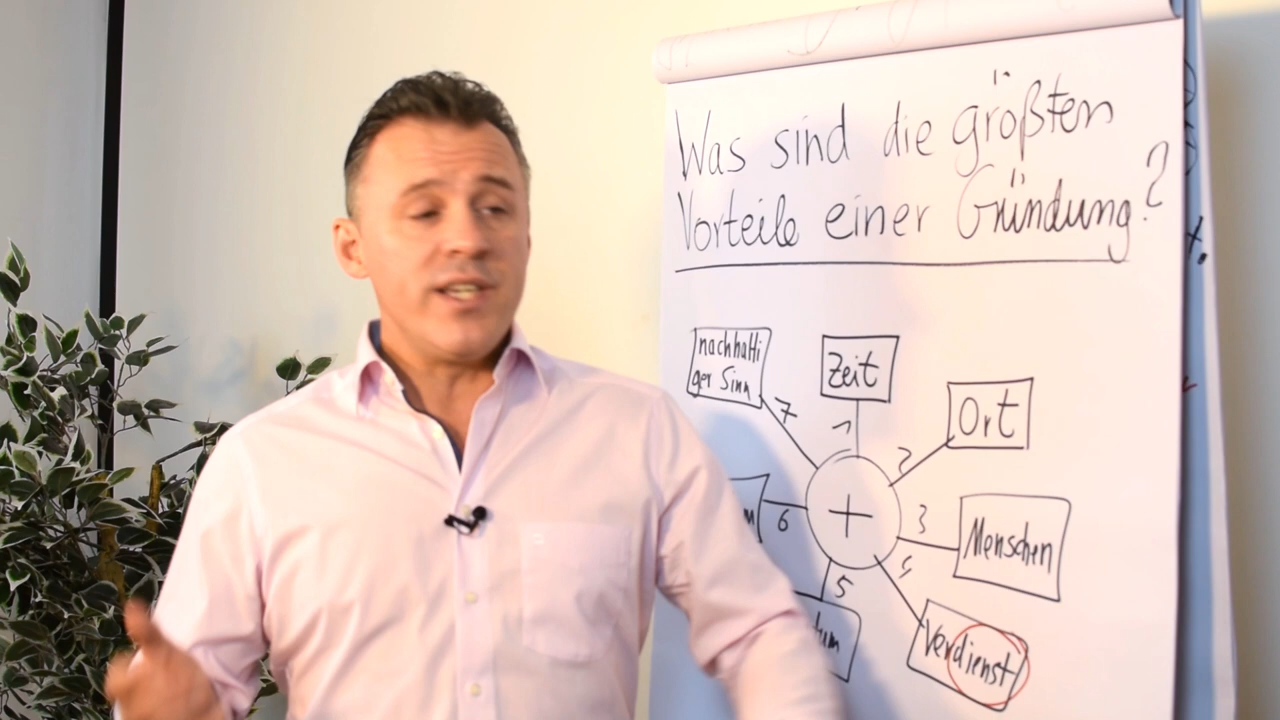 Was sind die größten
Vorteile einer Gründung?
nachhalti
ger Sinn
7
Zeit
1
Ort
2
3
Menschen
Verdienst
5
6